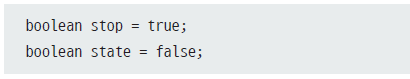 boolean stop = true;
boolean state = false;